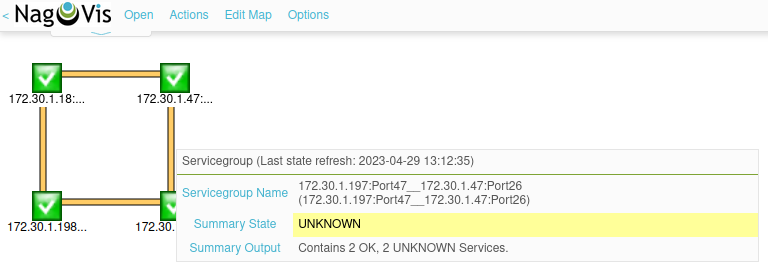 < NagVis Open Actions Edit Map Options
172.30.1.18:... 172.30.1.47:...
Servicegroup (Last state refresh: 2023-04-29 13:12:35)
Servicegroup Name 172.30.1.197:Port47__172.30.1.47:Port26
(172.30.1.197:Port47__172.30.1.47:Port26)
172.30.1.198... 172.30. Summary State UNKNOWN
Summary Output Contains 2 OK, 2 UNKNOWN Services.